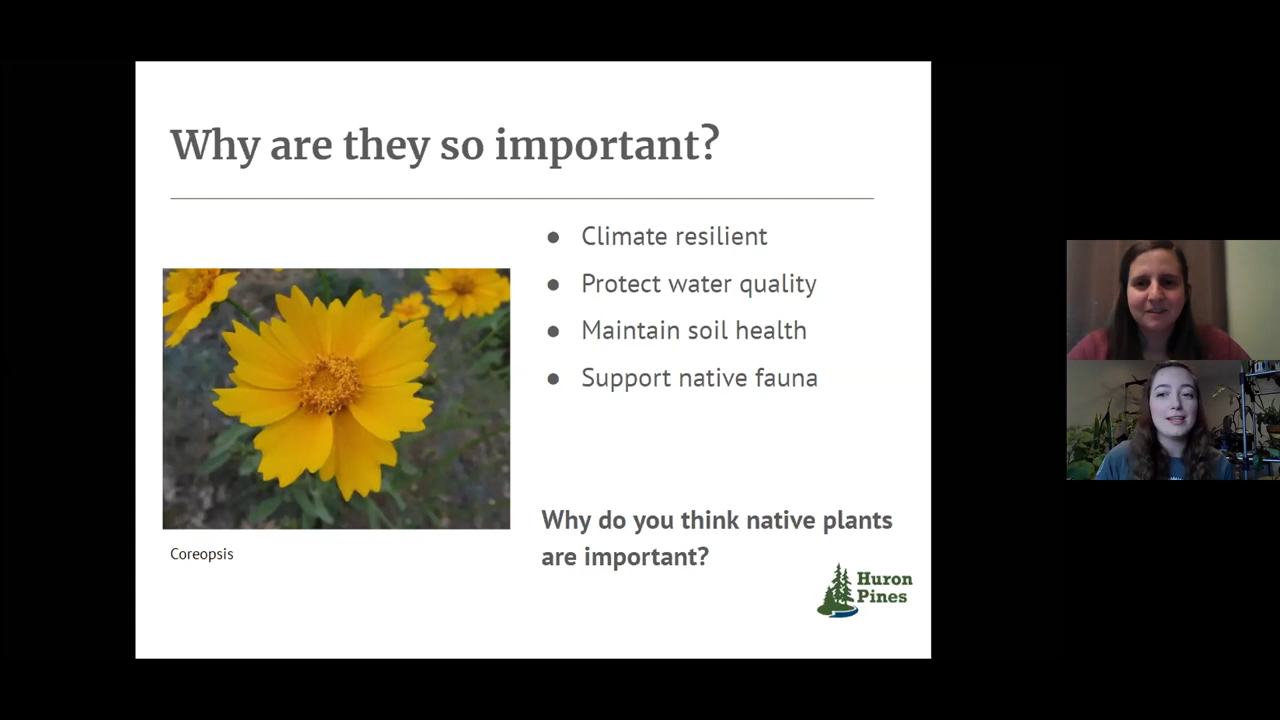 Why are they so important?
● Climate resilient
● Protect water quality
● Maintain soil health
● Support native fauna
Coreopsis
Why do you think native plants
are important?
Huron
Pines